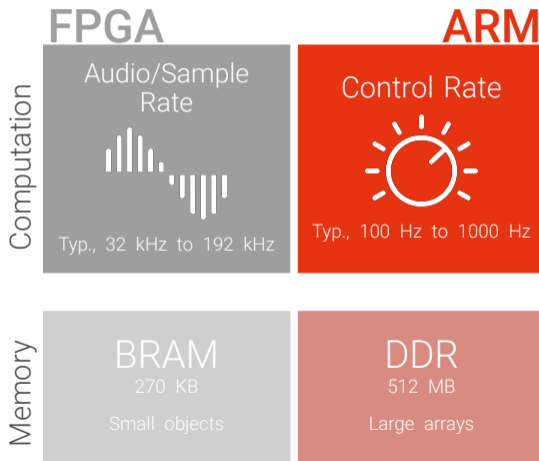 FPGA
ARM
Computation
Audio/Sample
Rate
Typ., 32 kHz to 192 kHz
Control Rate
Typ., 100 Hz to 1000 Hz
Memory
BRAM
270 KB
Small objects
DDR
512 MB
Large arrays